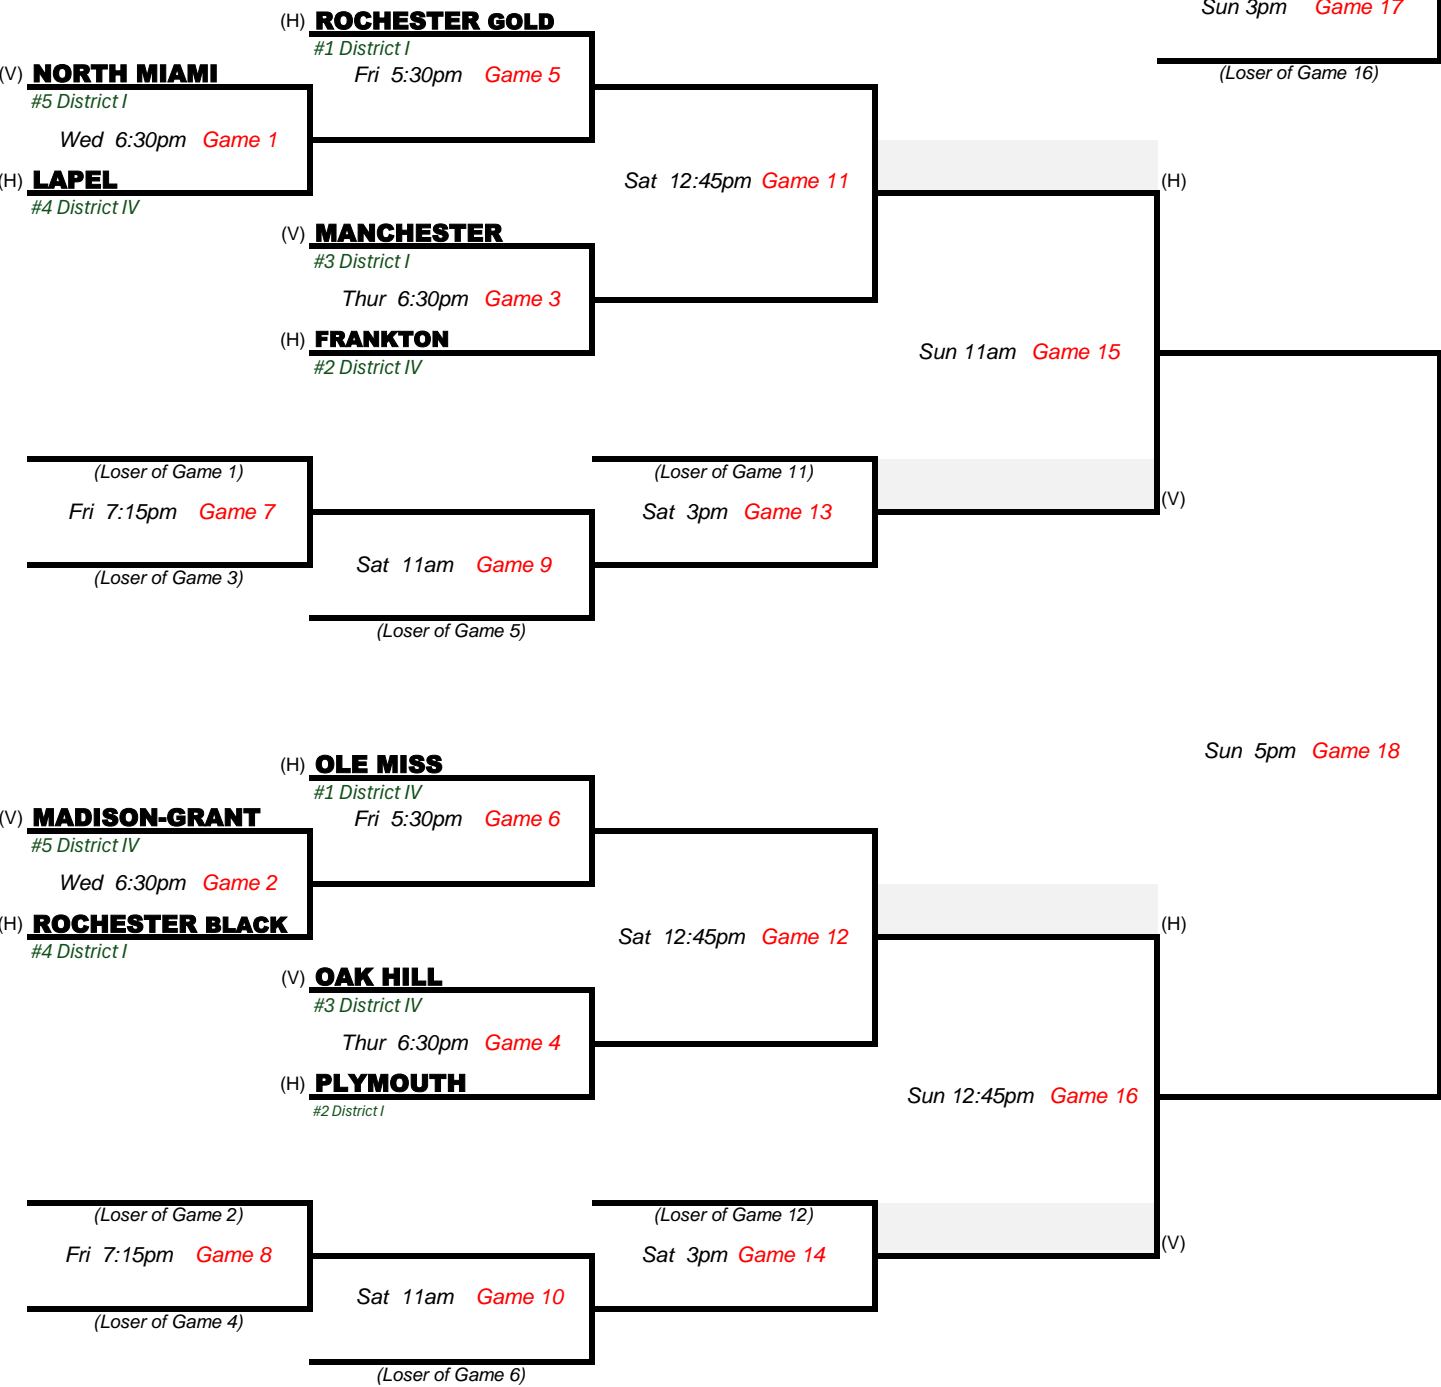 Sun 3pm Game 17
(Loser of Game 16)
(H) ROCHESTER GOLD
#1 District I
Fri 5:30pm Game 5
(V) NORTH MIAMI
#5 District I
Wed 6:30pm Game 1
(H) LAPEL
#4 District IV
Sat 12:45pm Game 11
(H)
(V) MANCHESTER
#3 District I
Thur 6:30pm Game 3
(H) FRANKTON
#2 District IV
Sun 11am Game 15
(Loser of Game 1)
Fri 7:15pm Game 7
(Loser of Game 3)
(Loser of Game 11)
Sat 3pm Game 13
(V)
Sat 11am Game 9
(Loser of Game 5)
Sun 5pm Game 18
(H) OLE MISS
#1 District IV
Fri 5:30pm Game 6
(V) MADISON-GRANT
#5 District IV
Wed 6:30pm Game 2
(H) ROCHESTER BLACK
#4 District I
Sat 12:45pm Game 12
(H)
(V) OAK HILL
#3 District IV
Thur 6:30pm Game 4
(H) PLYMOUTH
#2 District I
Sun 12:45pm Game 16
(Loser of Game 2)
Fri 7:15pm Game 8
(Loser of Game 4)
(Loser of Game 12)
Sat 3pm Game 14
(V)
Sat 11am Game 10
(Loser of Game 6)